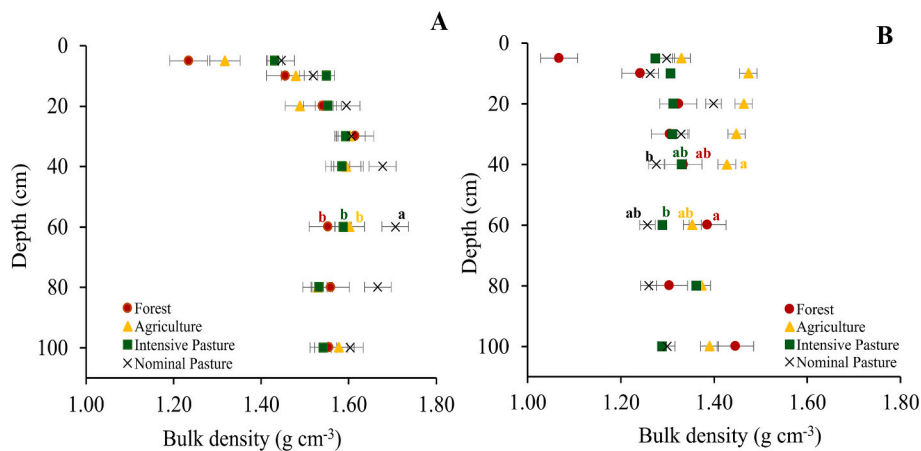 A
0
20
40
60
80
100
Depth (cm)
b
b
b
a
Forest
Agriculture
Intensive Pasture
Nominal Pasture
1.00 1.20 1.40 1.60 1.80
Bulk density (g cm⁻³)
B
0
20
40
60
80
100
Depth (cm)
b ab ab a
ab b ab a
Forest
Agriculture
Intensive Pasture
Nominal Pasture
1.00 1.20 1.40 1.60 1.80
Bulk density (g cm⁻³)